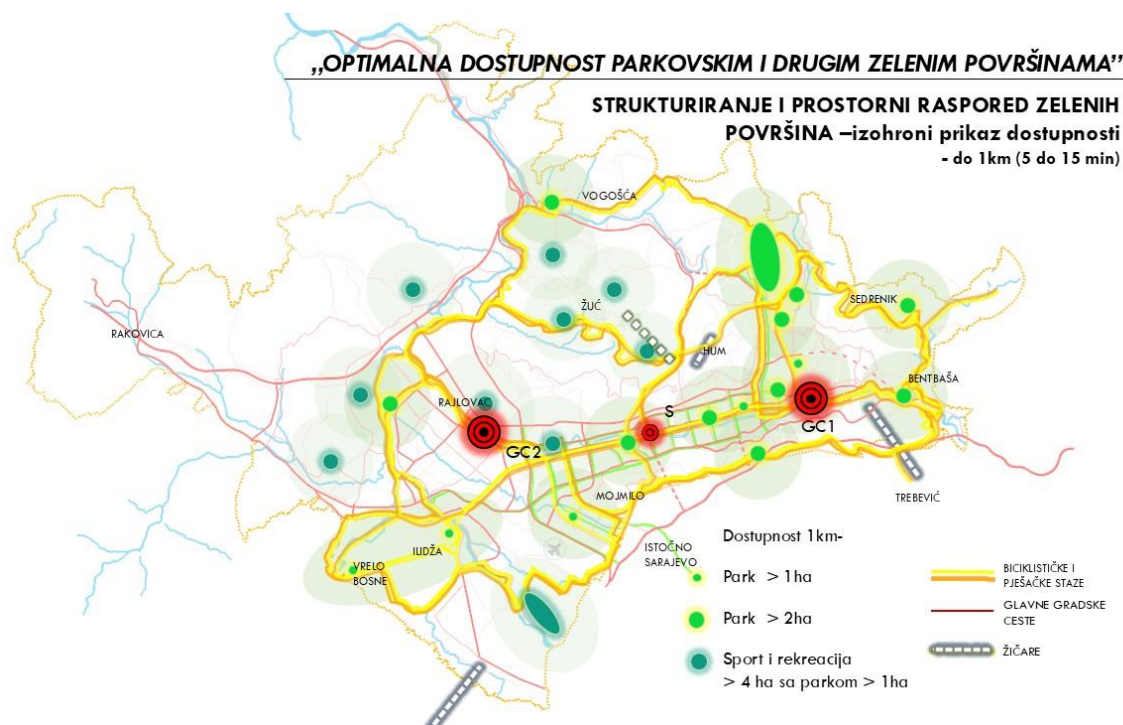 „OPTIMALNA DOSTUPNOST PARKOVSKIM I DRUGIM ZELENIM POVRŠINAMA”
STRUKTURIRANJE I PROSTORNI RASPORED ZELENIH
POVRŠINA –izohroni prikaz dostupnosti
- do 1km (5 do 15 min)
VOGOŠĆA
SEDRENIK
ŽUĆ
RAKOVICA
HUM
BENTBAŠA
RAJLOVAC
S
GC1
GC2
TREBEVIĆ
MOJMILO
ISTOČNO
SARAJEVO
ILIDŽA
VRELO
BOSNE
Dostupnost 1km-
Park > 1ha
Park > 2ha
Sport i rekreacija
> 4 ha sa parkom > 1ha
BICIKLISTIČKE I
PJEŠAČKE STAZE
GLAVNE GRADSKE
CESTE
ŽIČARE